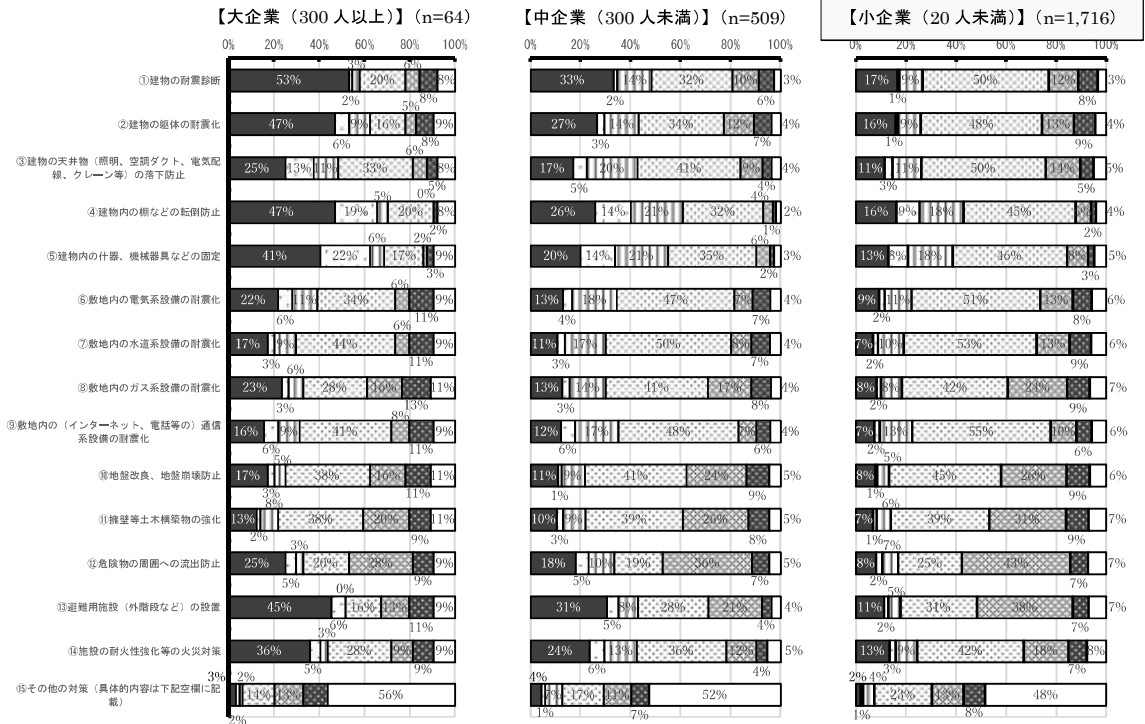 【大企業（300 人以上）】（n=64）
【中企業（300 人未満）】（n=509）
【小企業（20 人未満）】（n=1,716）
0% 20% 40% 60% 80% 100%
0% 20% 40% 60% 80% 100%
0% 20% 40% 60% 80% 100%
①建物の耐震診断
53% 2% 3% 20% 6% 8% 8%
33% 2% 14% 32% 10% 6% 3%
17% 1% 9% 50% 12% 8% 3%
②建物の躯体の耐震化
47% 6% 9% 16% 5% 8% 9%
27% 3% 14% 34% 12% 7% 4%
16% 1% 9% 48% 13% 9% 4%
③建物の天井物（照明、空調ダクト、電気配
線、クレーン等）の落下防止
25% 13% 11% 33% 6% 5% 8%
17% 5% 20% 41% 9% 4% 4%
11% 3% 11% 50% 14% 5% 5%
④建物内の棚などの転倒防止
47% 19% 5% 20% 0% 2% 8%
26% 14% 21% 32% 4% 1% 2%
16% 9% 18% 45% 2% 4%
⑤建物内の什器、機械器具などの固定
41% 22% 6% 17% 2% 3% 9%
20% 14% 21% 35% 6% 2% 3%
13% 8% 18% 46% 8% 3% 5%
⑥敷地内の電気系設備の耐震化
22% 6% 11% 34% 6% 11% 9%
13% 4% 18% 47% 7% 7% 4%
9% 2% 11% 51% 13% 8% 6%
⑦敷地内の水道系設備の耐震化
17% 3% 9% 44% 6% 11% 9%
11% 3% 17% 50% 8% 7% 4%
7% 2% 10% 53% 13% 9% 6%
⑧敷地内のガス系設備の耐震化
23% 3% 6% 28% 16% 13% 11%
13% 3% 14% 41% 17% 8% 4%
8% 2% 8% 42% 24% 9% 7%
⑨敷地内の（インターネット、電話等の）通信
系設備の耐震化
16% 6% 9% 41% 8% 11% 9%
12% 6% 17% 48% 7% 6% 4%
7% 2% 13% 55% 10% 6% 6%
⑩地盤改良、地盤崩壊防止
17% 3% 5% 38% 16% 11% 11%
11% 1% 9% 41% 24% 9% 5%
8% 1% 5% 45% 26% 9% 6%
⑪擁壁等土木構築物の強化
13% 2% 8% 38% 20% 9% 11%
10% 3% 9% 39% 26% 8% 5%
7% 1% 6% 39% 31% 9% 7%
⑫危険物の周囲への流出防止
25% 5% 3% 20% 28% 9% 9%
18% 5% 10% 19% 36% 7% 5%
8% 2% 7% 25% 43% 7% 7%
⑬避難用施設（外階段など）の設置
45% 6% 0% 16% 13% 11% 9%
31% 5% 8% 28% 21% 4% 4%
11% 2% 5% 31% 38% 7% 7%
⑭施設の耐火性強化等の火災対策
36% 5% 3% 28% 9% 9% 9%
24% 6% 13% 36% 12% 4% 5%
13% 3% 9% 42% 18% 7% 8%
⑮その他の対策（具体的内容は下記空欄に記
載）
3% 2% 2% 14% 13% 56%
4% 1% 7% 17% 11% 7% 52%
2% 1% 4% 23% 13% 8% 48%